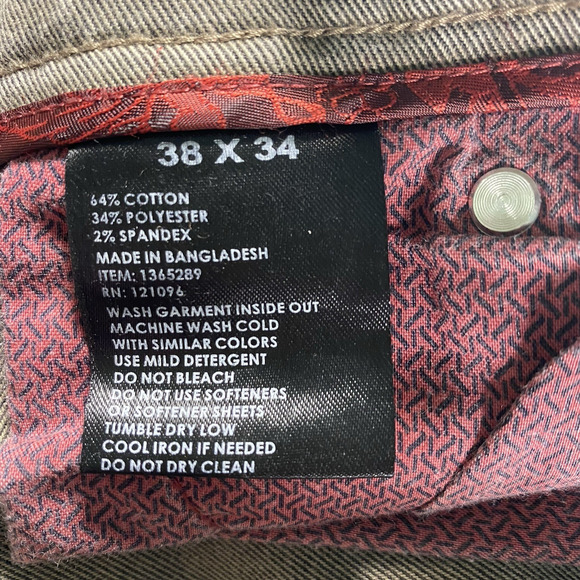 38 X 34
64% COTTON
34% POLYESTER
2% SPANDEX
MADE IN BANGLADESH
ITEM: 1365289
RN: 121096
WASH GARMENT INSIDE OUT
MACHINE WASH COLD
WITH SIMILAR COLORS
USE MILD DETERGENT
DO NOT BLEACH
DO NOT USE SOFTENERS
OR SOFTENER SHEETS
TUMBLE DRY LOW
COOL IRON IF NEEDED
DO NOT DRY CLEAN